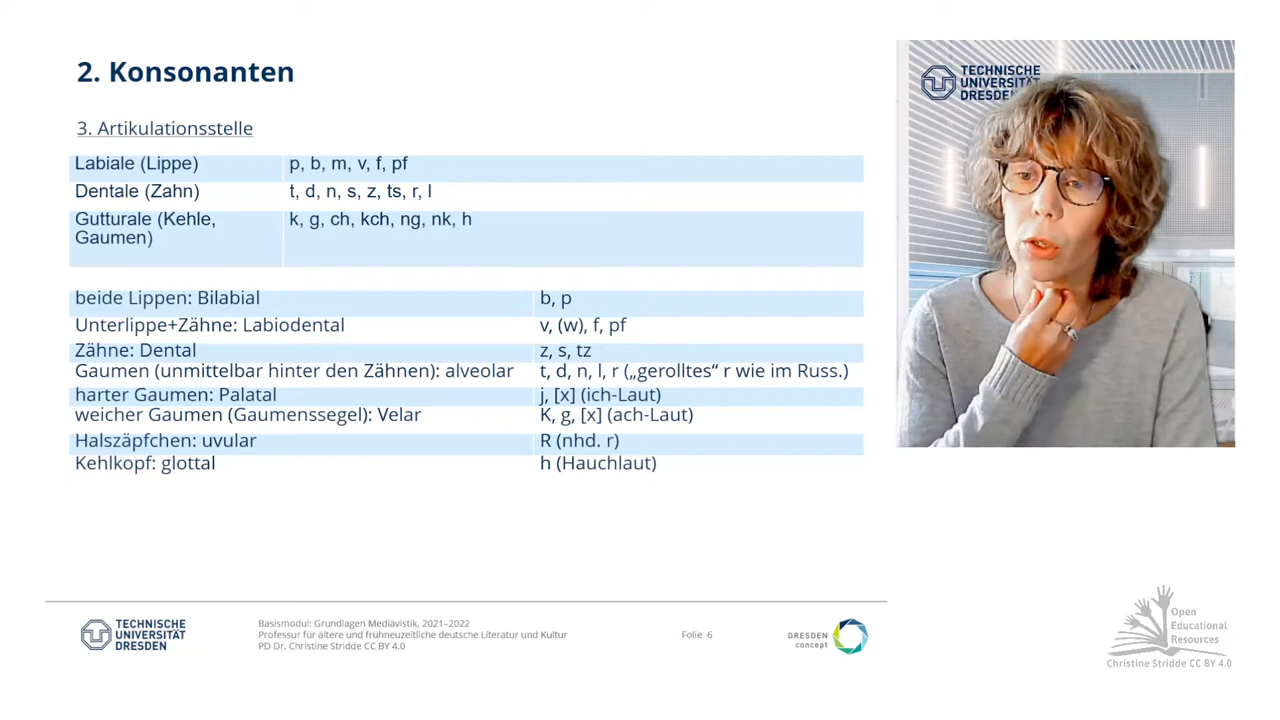 2. Konsonanten
3. Artikulationsstelle
Labiale (Lippe) p, b, m, v, f, pf
Dentale (Zahn) t, d, n, s, z, ts, r, l
Gutturale (Kehle, Gaumen) k, g, ch, kch, ng, nk, h
beide Lippen: Bilabial b, p
Unterlippe+Zähne: Labiodental v, (w), f, pf
Zähne: Dental z, s, tz
Gaumen (unmittelbar hinter den Zähnen): alveolar t, d, n, l, r („gerolltes“ r wie im Russ.)
harter Gaumen: Palatal j, [x] (ich-Laut)
weicher Gaumen (Gaumenssegel): Velar K, g, [x] (ach-Laut)
Halszäpfchen: uvular R (nhd. r)
Kehlkopf: glottal h (Hauchlaut)
TECHNISCHE
UNIVERSITÄT
DRESDEN
TECHNISCHE
UNIVERSITÄT
DRESDEN
Basismodul: Grundlagen Mediävistik, 2021–2022
Professur für ältere und frühneuzeitliche deutsche Literatur und Kultur
PD Dr. Christine Stridde CC BY 4.0
Folie 6
DRESDEN
concept
Open
Educational
Resources
Christine Stridde CC BY 4.0